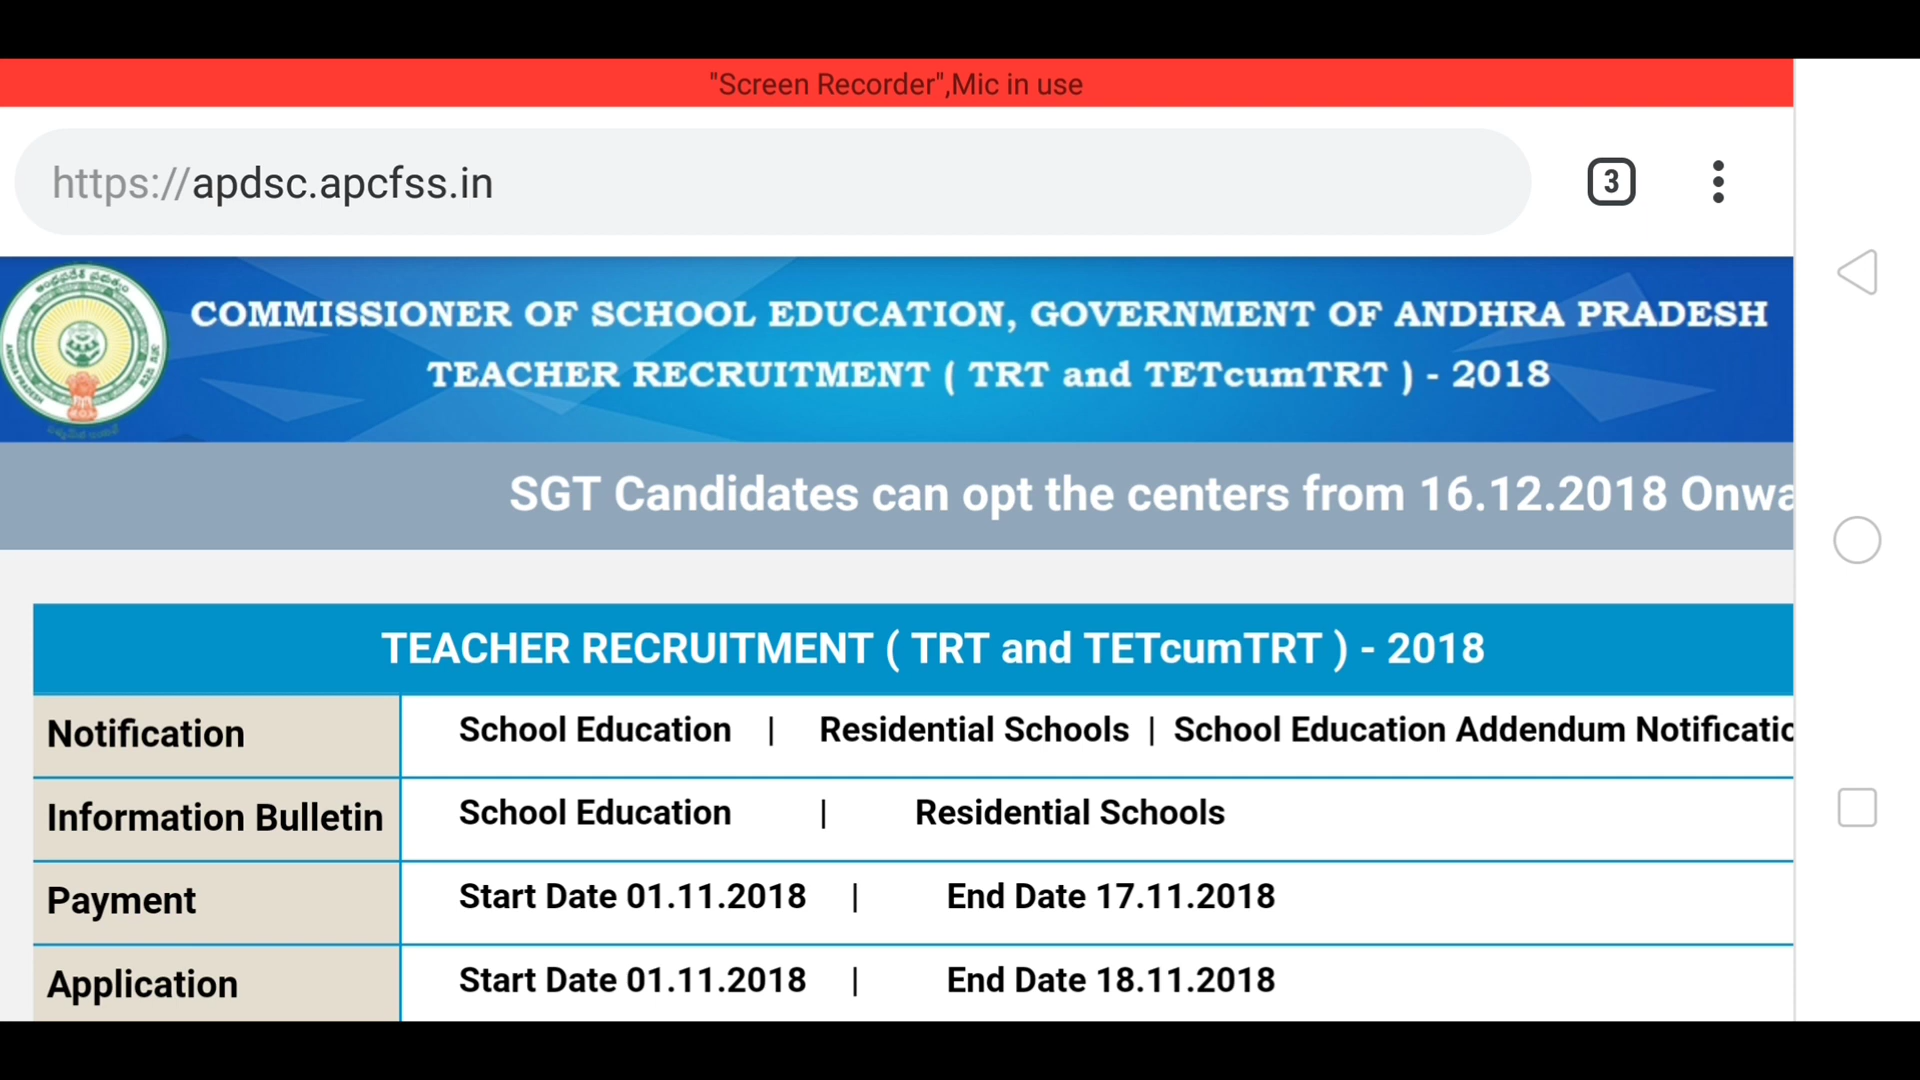 "Screen Recorder",Mic in use
https://apdsc.apcfss.in
3
COMMISSIONER OF SCHOOL EDUCATION, GOVERNMENT OF ANDHRA PRADESH
TEACHER RECRUITMENT ( TRT and TETcumTRT ) - 2018
SGT Candidates can opt the centers from 16.12.2018 Onwa
TEACHER RECRUITMENT ( TRT and TETcumTRT ) - 2018
Notification School Education | Residential Schools | School Education Addendum Notificatio
Information Bulletin School Education | Residential Schools
Payment Start Date 01.11.2018 | End Date 17.11.2018
Application Start Date 01.11.2018 | End Date 18.11.2018